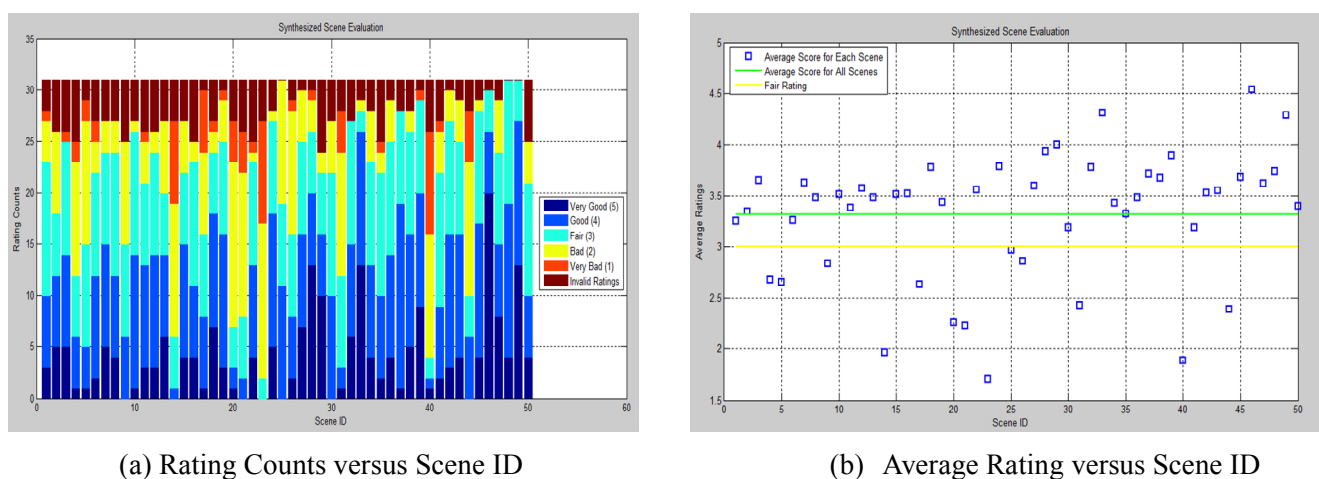 Synthesized Scene Evaluation
35
30
25
20
15
10
5
0
Rating Counts
Very Good (5)
Good (4)
Fair (3)
Bad (2)
Very Bad (1)
Invalid Ratings
0 10 20 30 40 50 60
Scene ID
(a) Rating Counts versus Scene ID
Synthesized Scene Evaluation
5
4.5
4
3.5
3
2.5
2
1.5
Average Ratings
Average Score for Each Scene
Average Score for All Scenes
Fair Rating
0 5 10 15 20 25 30 35 40 45 50
Scene ID
(b) Average Rating versus Scene ID